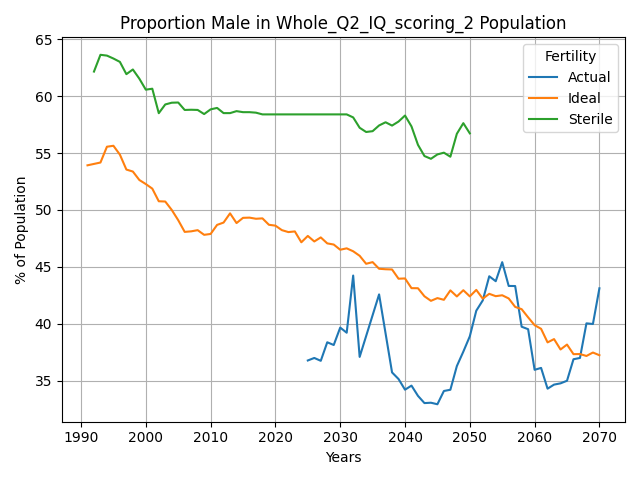 Proportion Male in Whole_Q2_IQ_scoring_2 Population
Fertility
Actual
Ideal
Sterile
% of Population
65
60
55
50
45
40
35
1990 2000 2010 2020 2030 2040 2050 2060 2070
Years